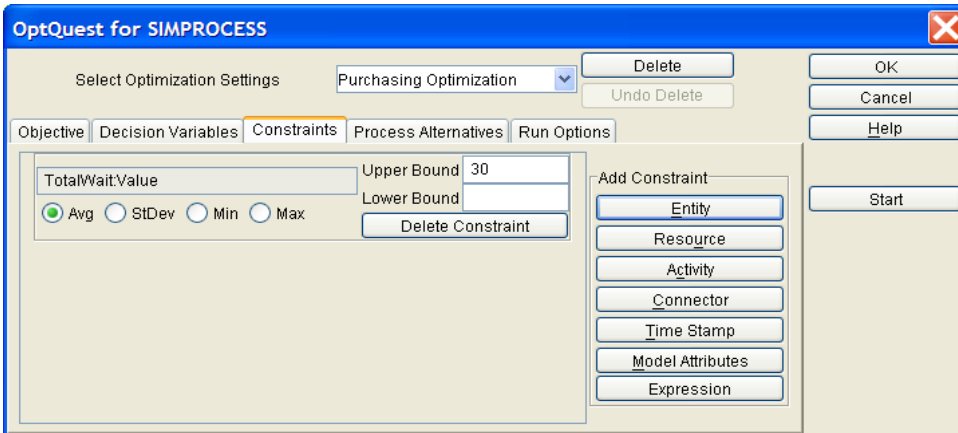 OptQuest for SIMPROCESS
Select Optimization Settings
Purchasing Optimization
Delete
Undo Delete
OK
Cancel
Help
Start
Objective
Decision Variables
Constraints
Process Alternatives
Run Options
TotalWait:Value
Avg
StDev
Min
Max
Upper Bound
30
Lower Bound
Delete Constraint
Add Constraint
Entity
Resource
Activity
Connector
Time Stamp
Model Attributes
Expression